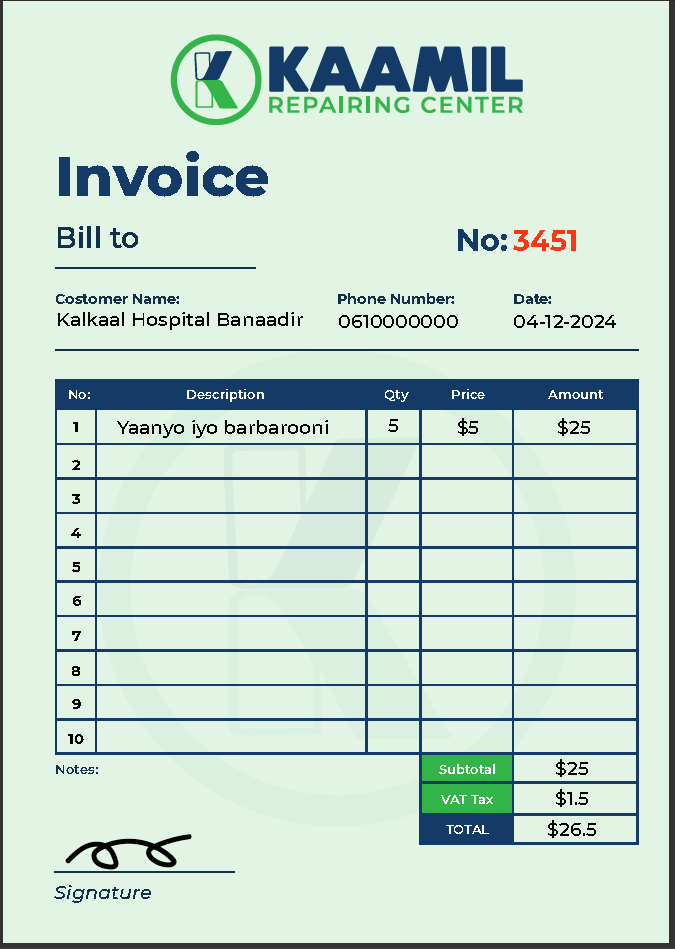 KAAMIL
REPAIRING CENTER
Invoice
Bill to
No: 3451
Costomer Name: Phone Number: Date:
Kalkaal Hospital Banaadir 0610000000 04-12-2024
No: Description Qty Price Amount
1 Yaanyo iyo barbarooni 5 $5 $25
2
3
4
5
6
7
8
9
10
Notes: Subtotal $25
VAT Tax $1.5
TOTAL $26.5
Signature